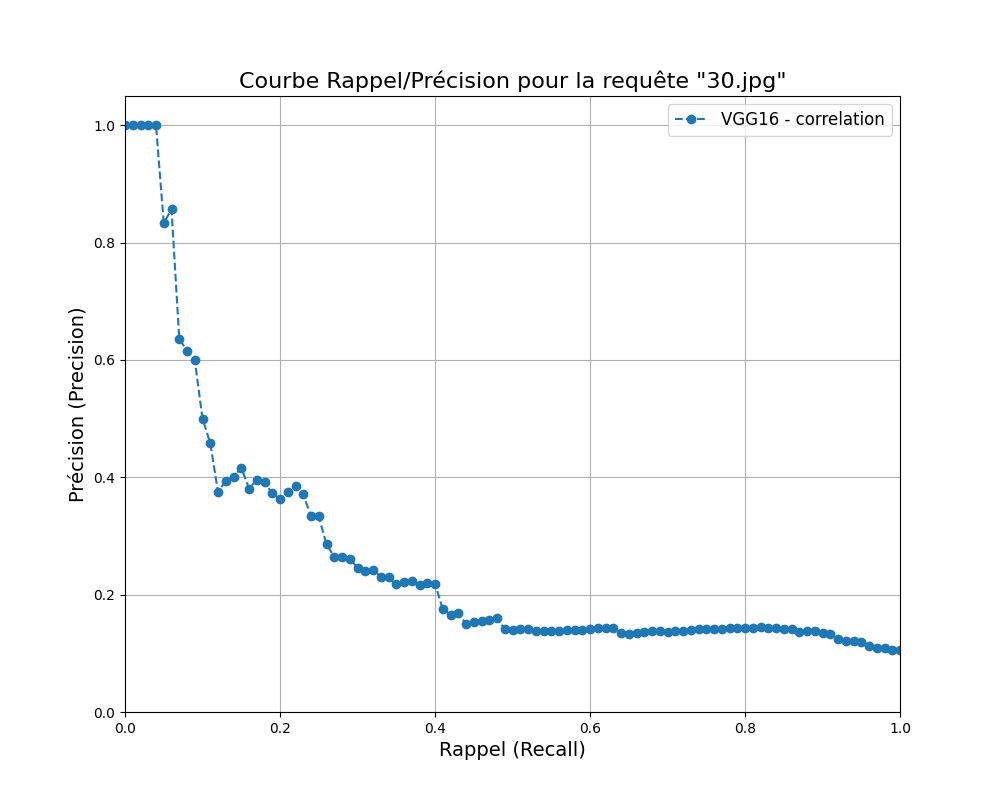 Courbe Rappel/Précision pour la requête "30.jpg"
VGG16 - correlation
1.0
0.8
0.6
0.4
0.2
0.0
Précision (Precision)
0.0 0.2 0.4 0.6 0.8 1.0
Rappel (Recall)